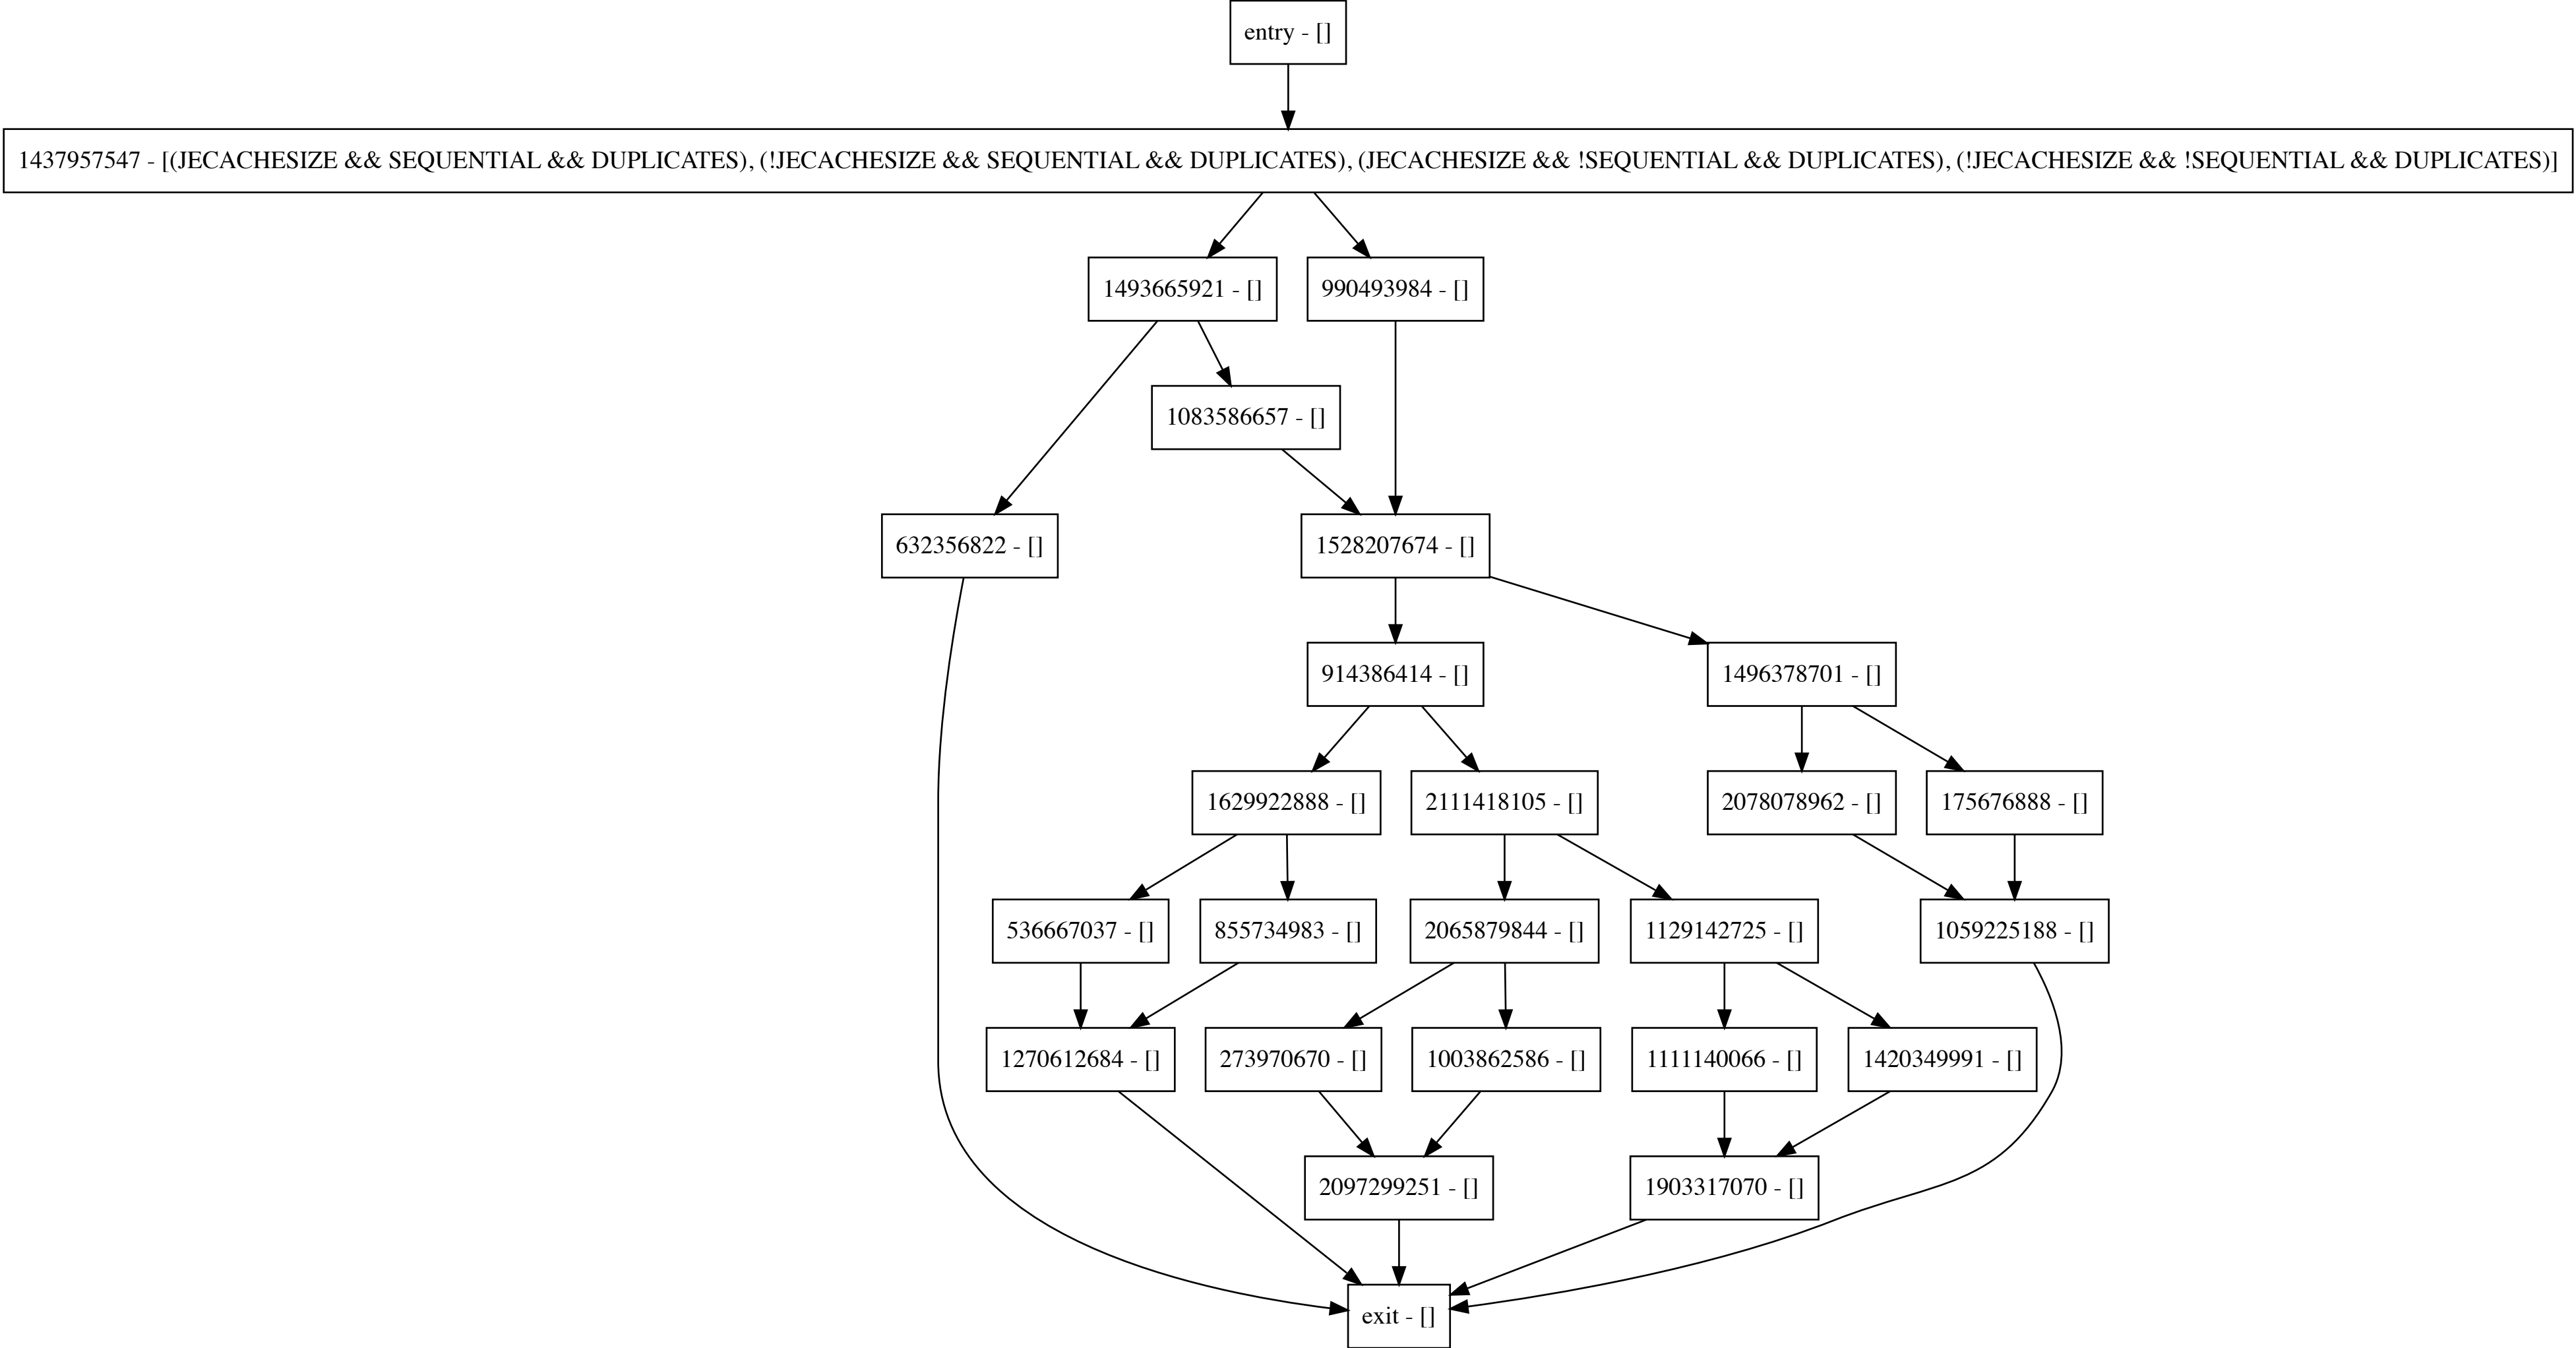 entry - []
1437957547 - [(JECACHESIZE && SEQUENTIAL && DUPLICATES), (!JECACHESIZE && SEQUENTIAL && DUPLICATES), (JECACHESIZE && !SEQUENTIAL && DUPLICATES), (!JECACHESIZE && !SEQUENTIAL && DUPLICATES)]
1493665921 - []
990493984 - []
1083586657 - []
632356822 - []
1528207674 - []
914386414 - []
1496378701 - []
1629922888 - []
2111418105 - []
2078078962 - []
175676888 - []
536667037 - []
855734983 - []
2065879844 - []
1129142725 - []
1059225188 - []
1270612684 - []
273970670 - []
1003862586 - []
1111140066 - []
1420349991 - []
2097299251 - []
1903317070 - []
exit - []